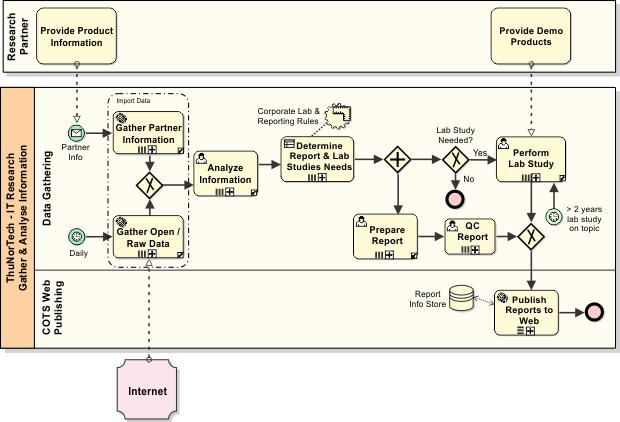 Research
Partner
Provide Product
Information
Provide Demo
Products
ThuNorTech - IT Research
Gather & Analyse Information
Data Gathering
Import Data
Gather Partner
Information
Partner
Info
Analyze
Information
Gather Open /
Raw Data
Daily
Corporate Lab &
Reporting Rules
Determine
Report & Lab
Studies Needs
Lab Study
Needed?
Yes
No
Perform
Lab Study
> 2 years
lab study
on topic
Prepare
Report
QC
Report
COTS Web
Publishing
Report
Info Store
Publish
Reports to
Web
Internet